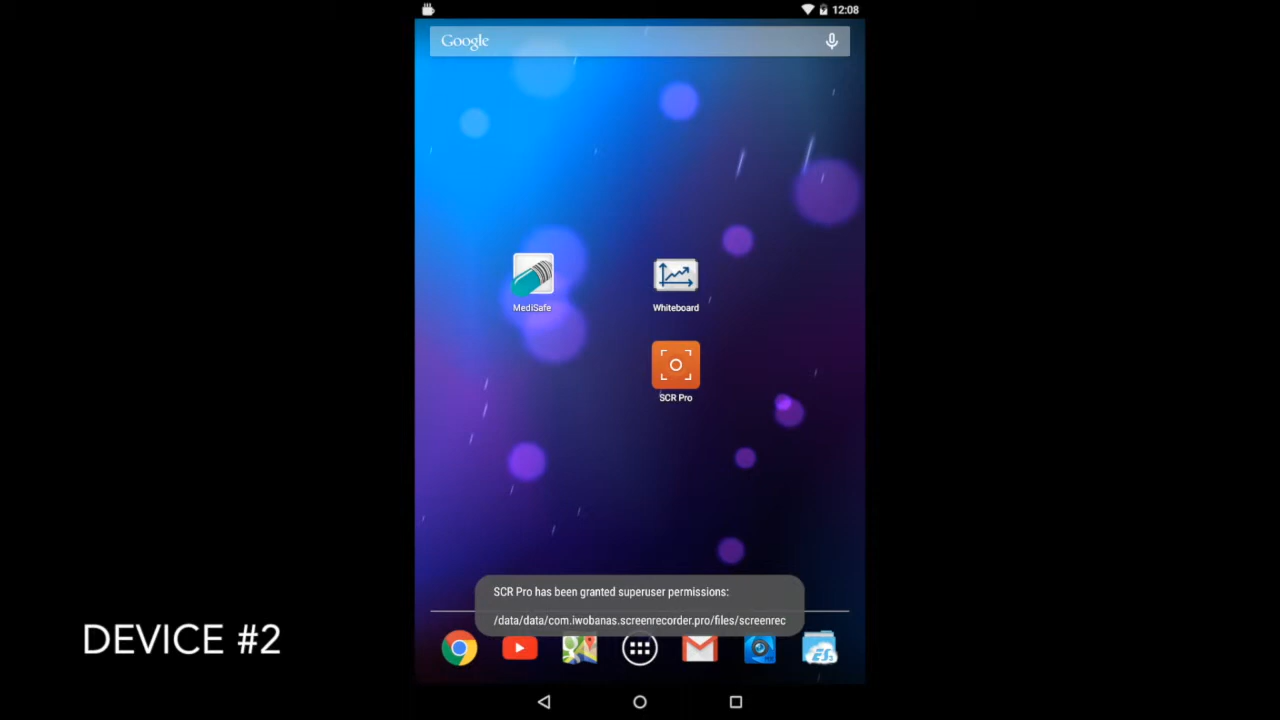 12:08
Google
MediSafe
Whiteboard
SCR Pro
SCR Pro has been granted superuser permissions:
/data/data/com.iwobanas.screenrecorder.pro/files/screenrec
DEVICE #2
ES